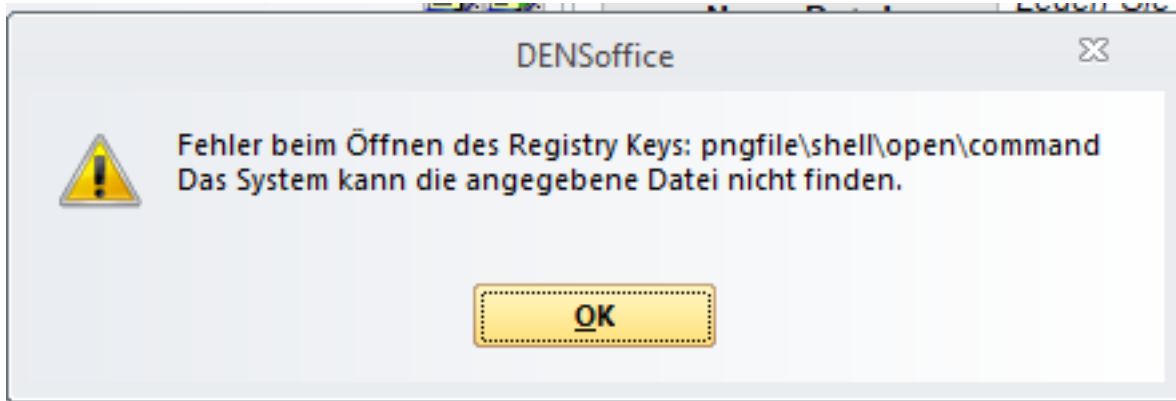 DENSoffice
Fehler beim Öffnen des Registry Keys: pngfile\shell\open\command
Das System kann die angegebene Datei nicht finden.
OK